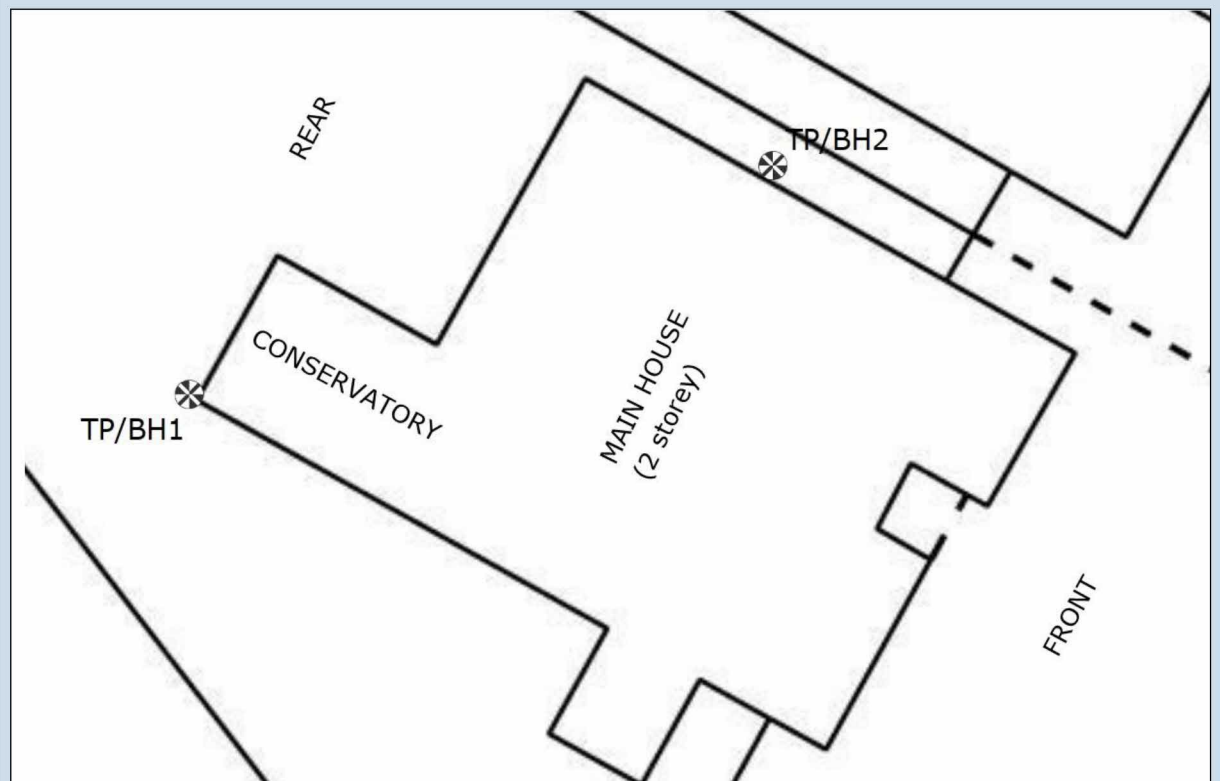 REAR
TP/BH2
CONSERVATORY
MAIN HOUSE
(2 storey)
TP/BH1
FRONT